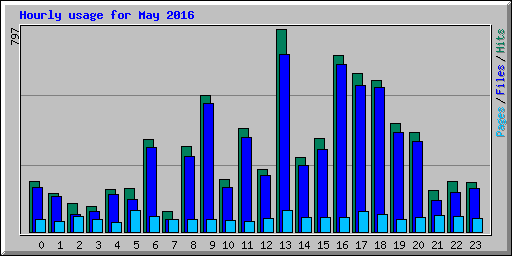 Hourly usage for May 2016
797
Pages / Files / Hits
0 1 2 3 4 5 6 7 8 9 10 11 12 13 14 15 16 17 18 19 20 21 22 23